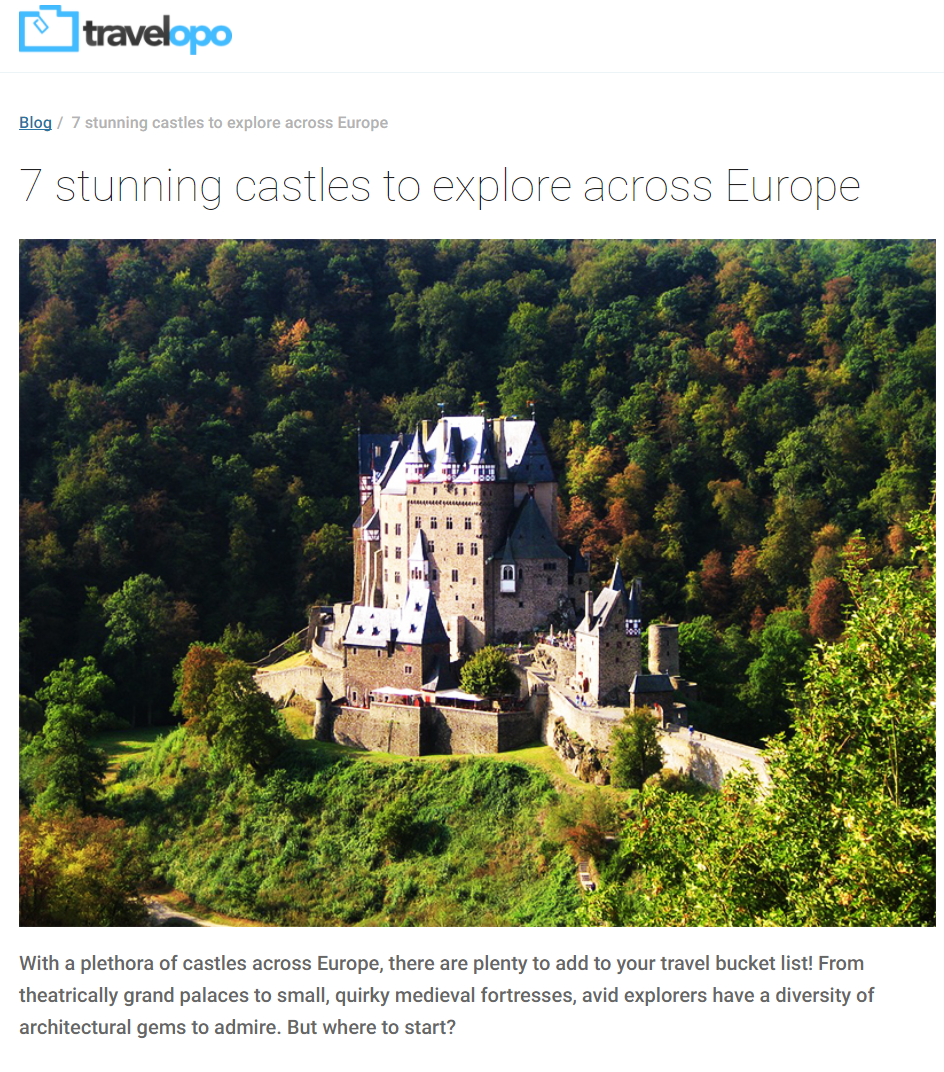 travelopo
Blog / 7 stunning castles to explore across Europe
7 stunning castles to explore across Europe
With a plethora of castles across Europe, there are plenty to add to your travel bucket list! From
theatrically grand palaces to small, quirky medieval fortresses, avid explorers have a diversity of
architectural gems to admire. But where to start?